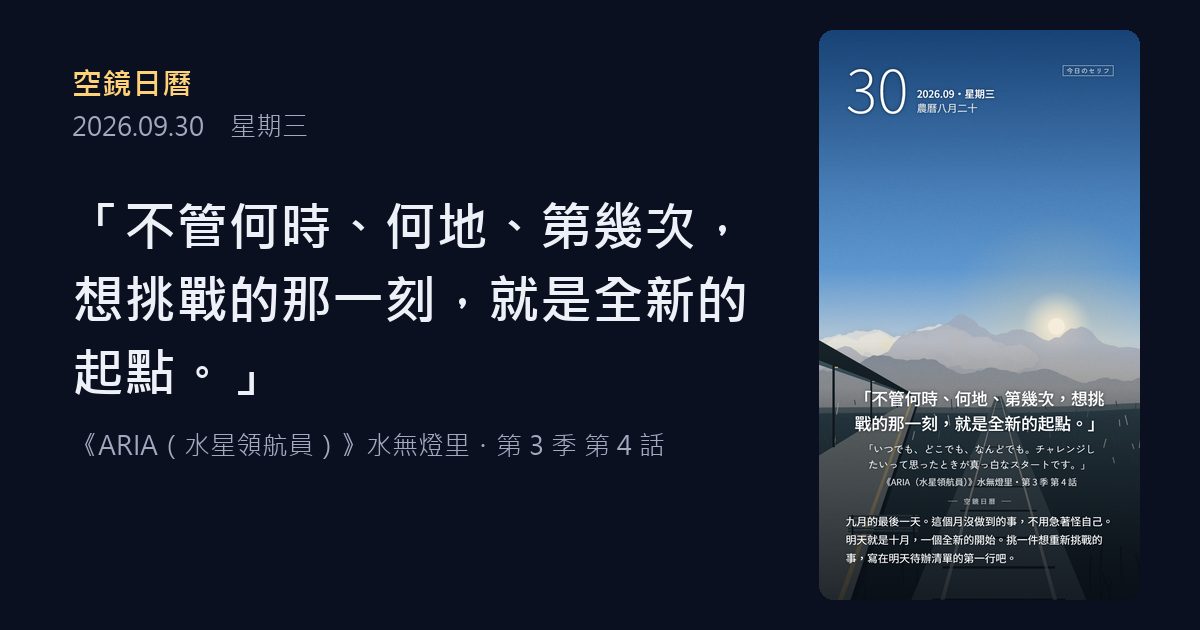 空鏡日曆
2026.09.30 星期三
「不管何時、何地、第幾次，
想挑戰的那一刻，就是全新的
起點。」
《ARIA（水星領航員）》水無燈里．第 3 季 第 4 話
30
2026.09・星期三
農曆八月二十
今日のセリフ
「不管何時、何地、第幾次，想挑
戰的那一刻，就是全新的起點。」
「いつでも、どこでも、なんどでも。チャレンジし
たいって思ったときが真っ白なスタートです。」
《ARIA（水星領航員）》水無燈里・第 3 季 第 4 話
空鏡日曆
九月的最後一天。這個月沒做到的事，不用急著怪自己。
明天就是十月，一個全新的開始。挑一件想重新挑戰的
事，寫在明天待辦清單的第一行吧。